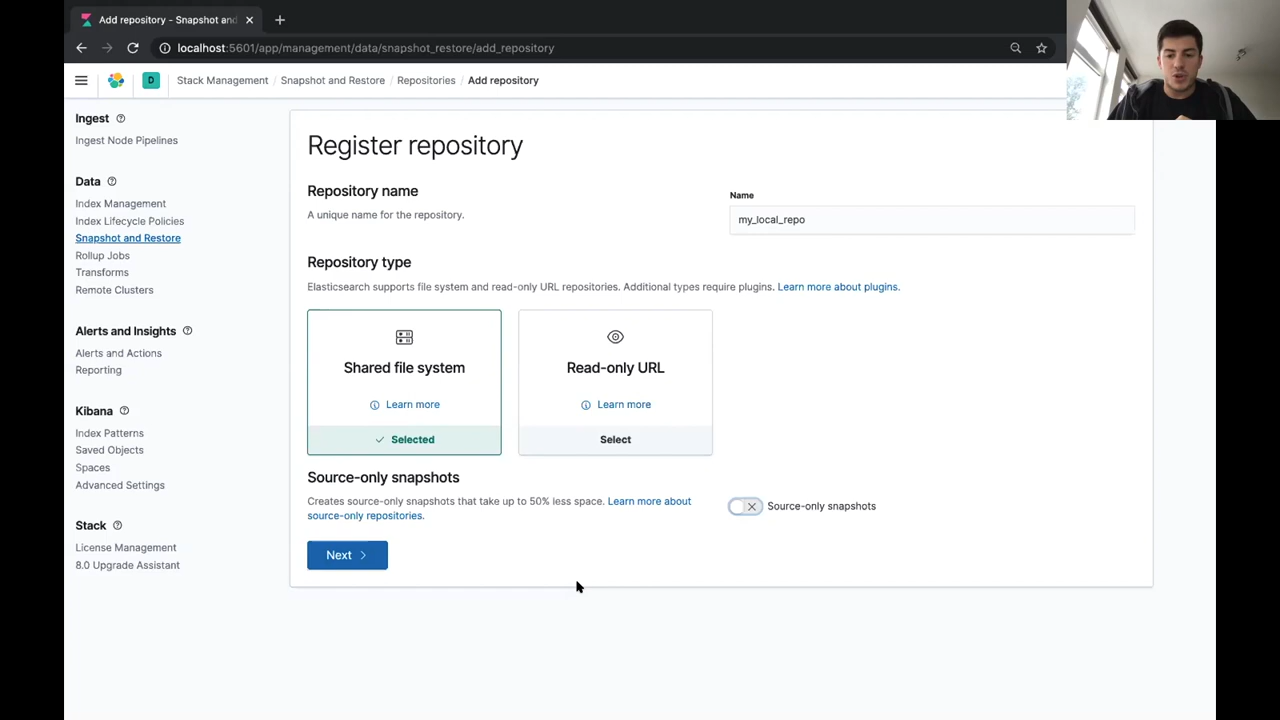 Add repository - Snapshot and
localhost:5601/app/management/data/snapshot_restore/add_repository
D
Stack Management / Snapshot and Restore / Repositories / Add repository
Ingest
Ingest Node Pipelines
Data
Index Management
Index Lifecycle Policies
Snapshot and Restore
Rollup Jobs
Transforms
Remote Clusters
Alerts and Insights
Alerts and Actions
Reporting
Kibana
Index Patterns
Saved Objects
Spaces
Advanced Settings
Stack
License Management
8.0 Upgrade Assistant
Register repository
Repository name
A unique name for the repository.
Name
my_local_repo
Repository type
Elasticsearch supports file system and read-only URL repositories. Additional types require plugins. Learn more about plugins.
Shared file system
Learn more
Selected
Read-only URL
Learn more
Select
Source-only snapshots
Creates source-only snapshots that take up to 50% less space. Learn more about
source-only repositories.
Source-only snapshots
Next